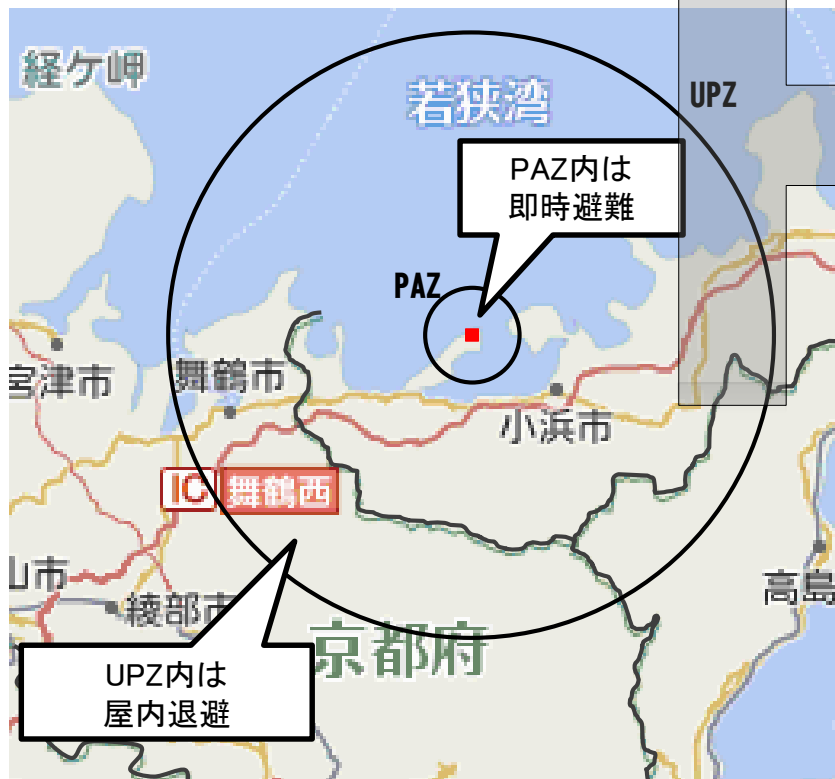 経ケ岬
若狭湾
UPZ
PAZ内は
即時避難
PAZ
宮津市
舞鶴市
小浜市
IC 舞鶴西
山市
綾部市
高島
京都府
UPZ内は
屋内退避